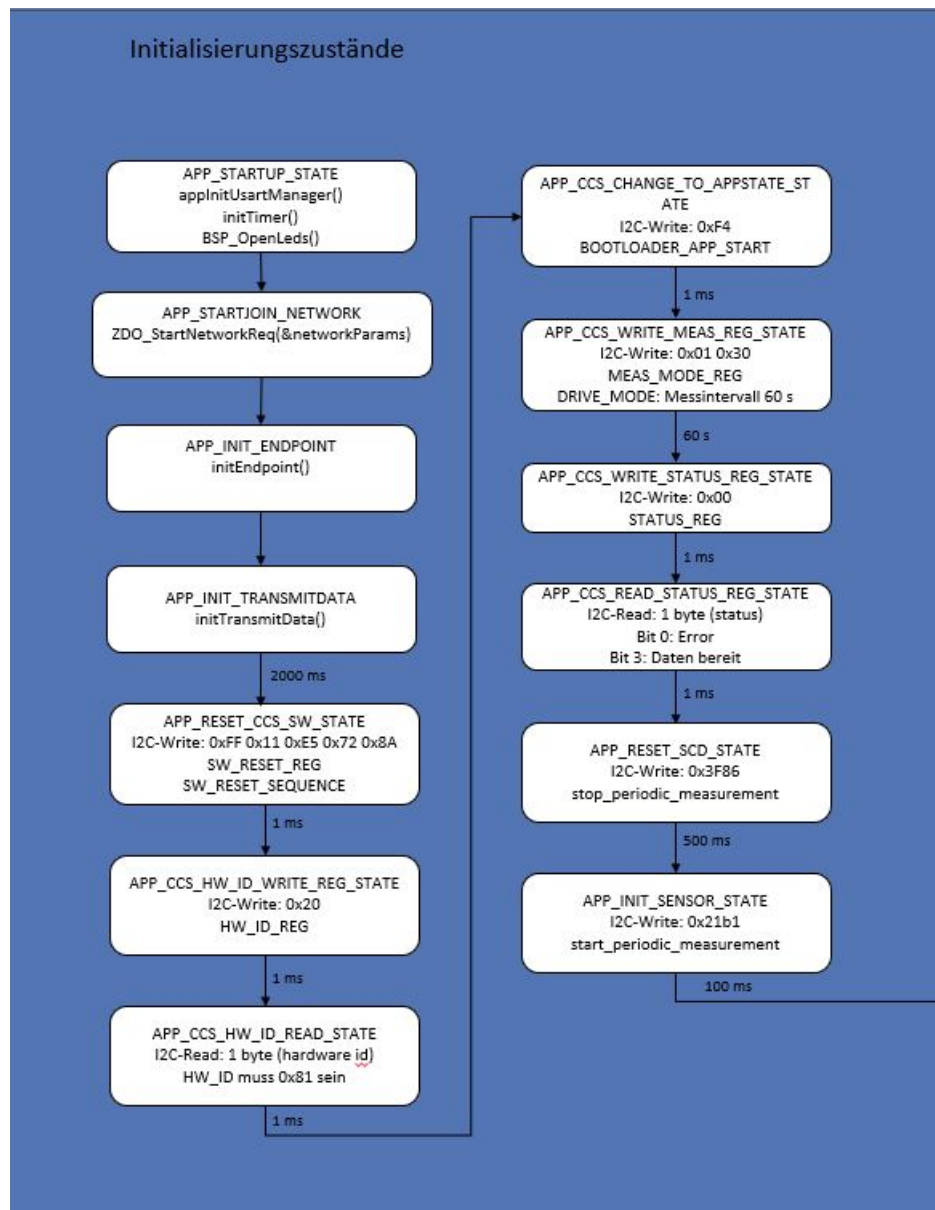 Initialisierungszustände
APP_STARTUP_STATE
appInitUsartManager()
initTimer()
BSP_OpenLeds()
APP_STARTJOIN_NETWORK
ZDO_StartNetworkReq(&networkParams)
APP_INIT_ENDPOINT
initEndpoint()
APP_INIT_TRANSMITDATA
initTransmitData()
2000 ms
APP_RESET_CCS_SW_STATE
I2C-Write: 0xFF 0x11 0xE5 0x72 0x8A
SW_RESET_REG
SW_RESET_SEQUENCE
1 ms
APP_CCS_HW_ID_WRITE_REG_STATE
I2C-Write: 0x20
HW_ID_REG
1 ms
APP_CCS_HW_ID_READ_STATE
I2C-Read: 1 byte (hardware id)
HW_ID muss 0x81 sein
1 ms
APP_CCS_CHANGE_TO_APPSTATE_ST
ATE
I2C-Write: 0xF4
BOOTLOADER_APP_START
1 ms
APP_CCS_WRITE_MEAS_REG_STATE
I2C-Write: 0x01 0x30
MEAS_MODE_REG
DRIVE_MODE: Messintervall 60 s
60 s
APP_CCS_WRITE_STATUS_REG_STATE
I2C-Write: 0x00
STATUS_REG
1 ms
APP_CCS_READ_STATUS_REG_STATE
I2C-Read: 1 byte (status)
Bit 0: Error
Bit 3: Daten bereit
1 ms
APP_RESET_SCD_STATE
I2C-Write: 0x3F86
stop_periodic_measurement
500 ms
APP_INIT_SENSOR_STATE
I2C-Write: 0x21b1
start_periodic_measurement
100 ms